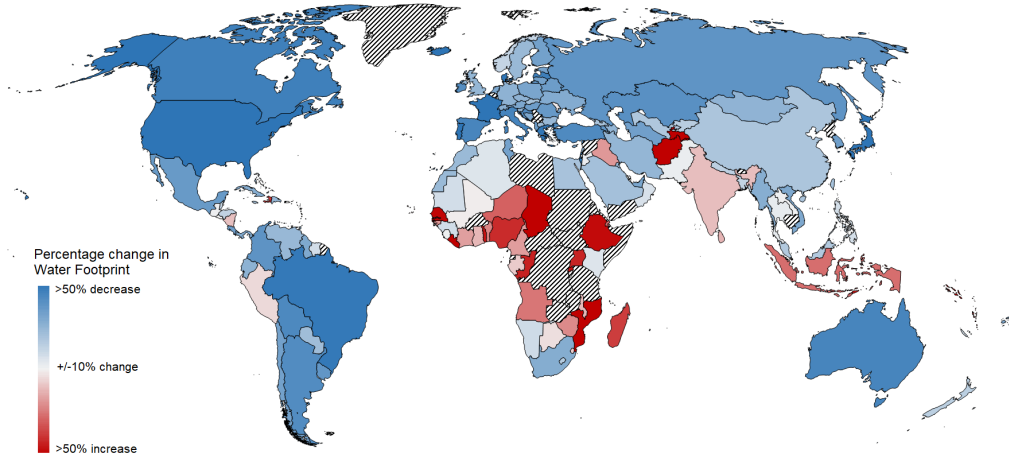 Percentage change in
Water Footprint
>50% decrease
+/-10% change
>50% increase